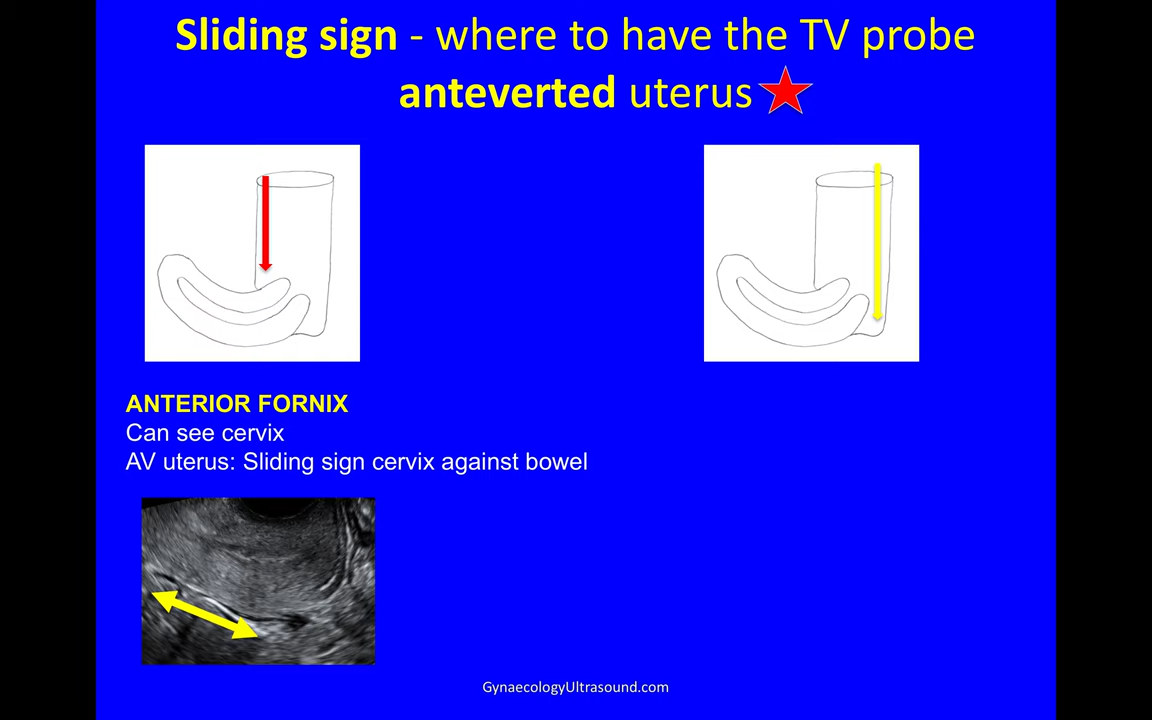 Sliding sign - where to have the TV probe
anteverted uterus
ANTERIOR FORNIX
Can see cervix
AV uterus: Sliding sign cervix against bowel
GynaecologyUltrasound.com